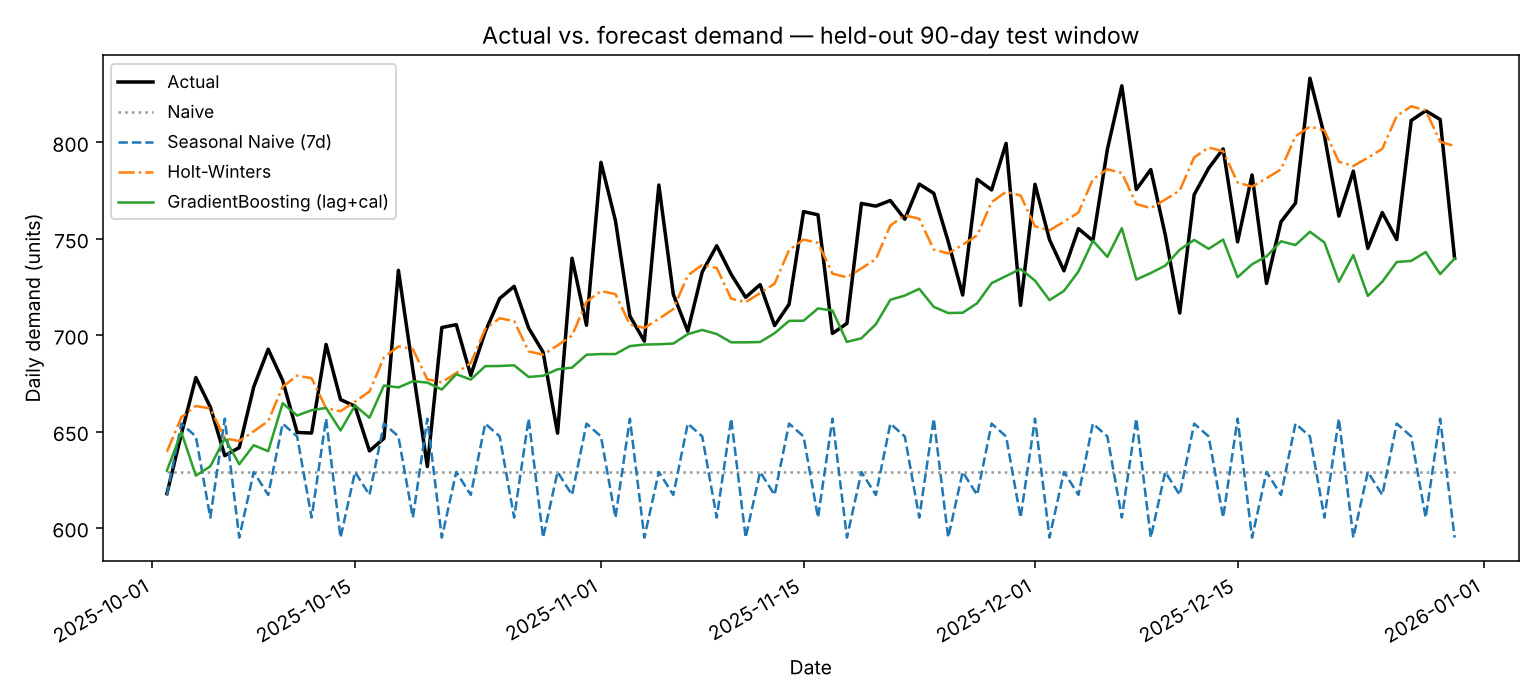 Actual vs. forecast demand — held-out 90-day test window
Actual
Naive
Seasonal Naive (7d)
Holt-Winters
GradientBoosting (lag+cal)
Daily demand (units)
800
750
700
650
600
2025-10-01
2025-10-15
2025-11-01
2025-11-15
2025-12-01
2025-12-15
2026-01-01
Date